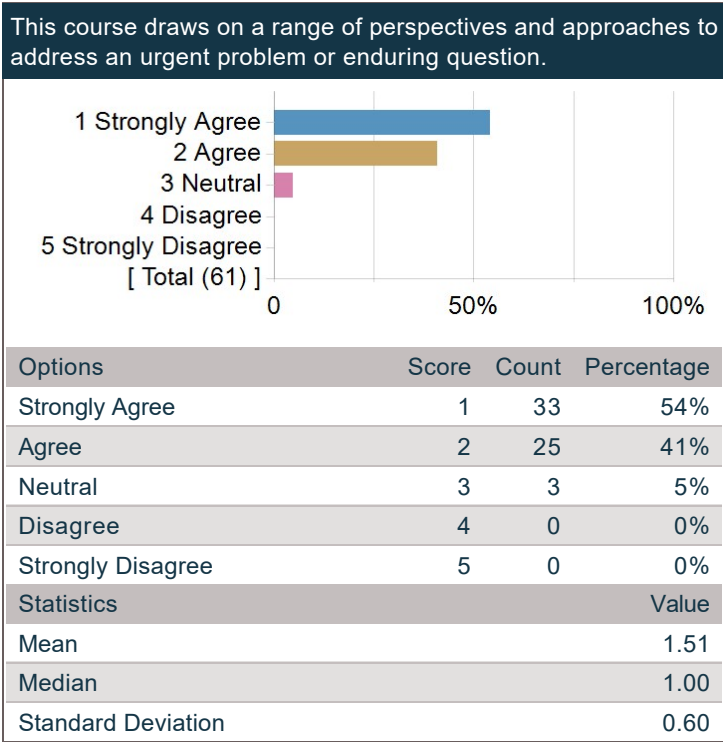 This course draws on a range of perspectives and approaches to
address an urgent problem or enduring question.
1 Strongly Agree
2 Agree
3 Neutral
4 Disagree
5 Strongly Disagree
[ Total (61) ]
0 50% 100%
Options Score Count Percentage
Strongly Agree 1 33 54%
Agree 2 25 41%
Neutral 3 3 5%
Disagree 4 0 0%
Strongly Disagree 5 0 0%
Statistics Value
Mean 1.51
Median 1.00
Standard Deviation 0.60